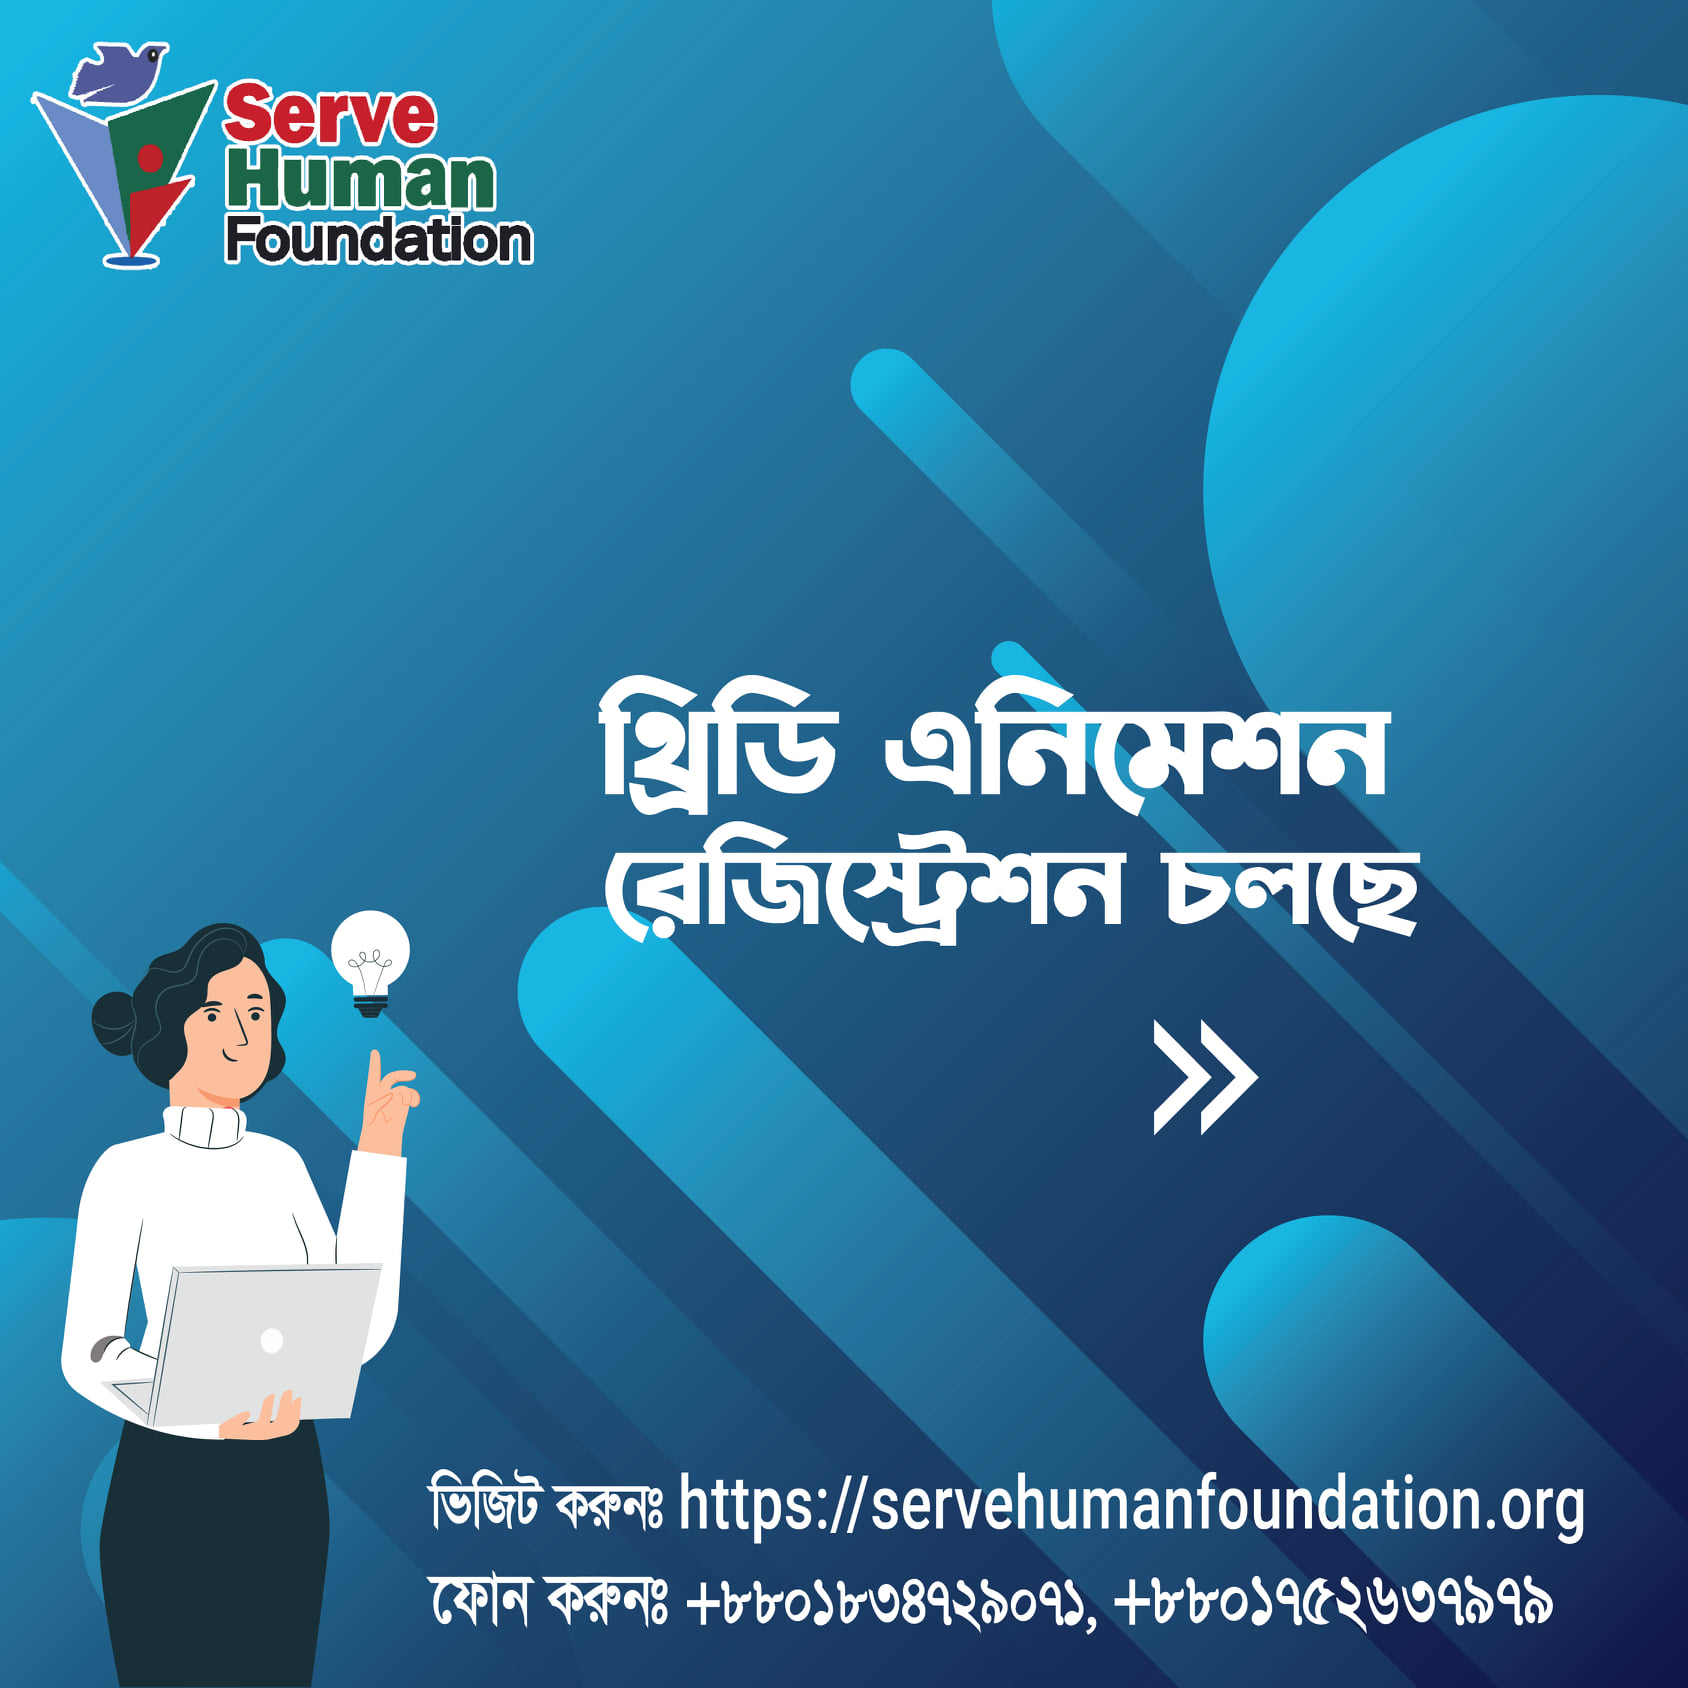 Serve
Human
Foundation
থ্রিডি এনিমেশন
রেজিস্ট্রেশন চলছে
ভিজিট করুনঃ https://servehumanfoundation.org
ফোন করুনঃ +৮৮০১৮৩৪৭২৯০৭১, +৮৮০১৭৫২৬৩৭৯৭৯